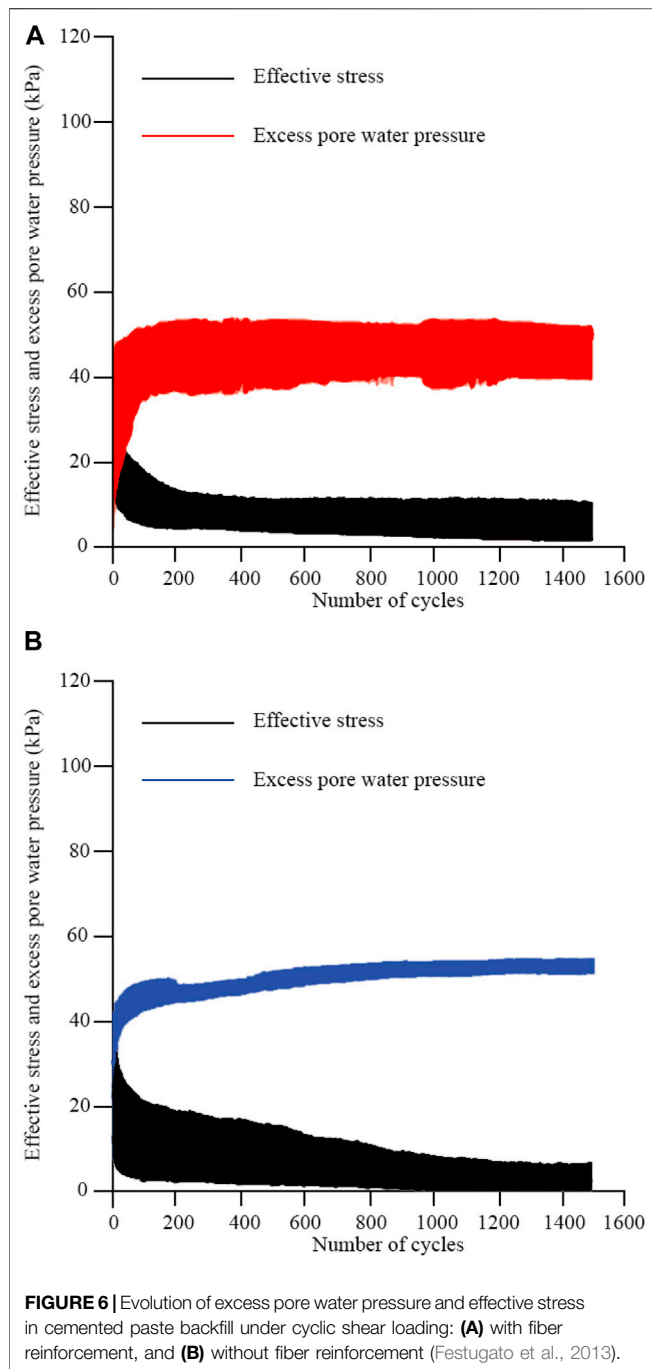 A
Effective stress and excess pore water pressure (kPa)
120
100
80
60
40
20
0
Effective stress
Excess pore water pressure
0 200 400 600 800 1000 1200 1400 1600
Number of cycles
B
Effective stress and excess pore water pressure (kPa)
120
100
80
60
40
20
0
Effective stress
Excess pore water pressure
0 200 400 600 800 1000 1200 1400 1600
Number of cycles
FIGURE 6 | Evolution of excess pore water pressure and effective stress
in cemented paste backfill under cyclic shear loading: (A) with fiber
reinforcement, and (B) without fiber reinforcement (Festugato et al., 2013).